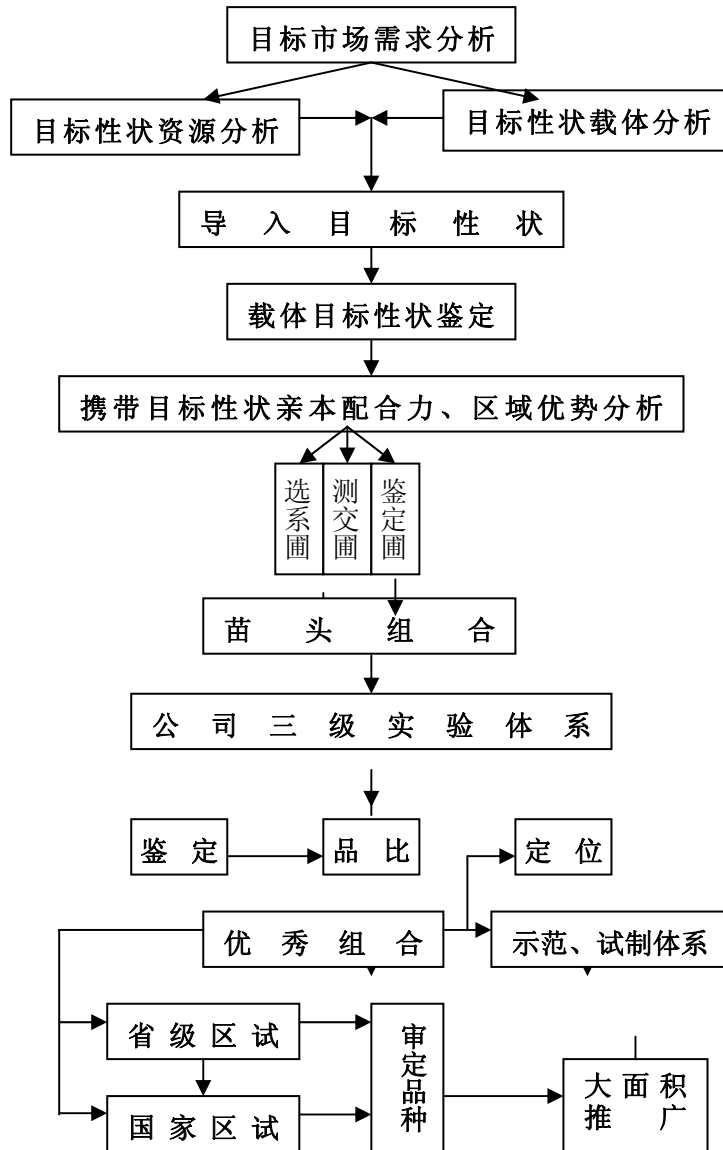 目标市场需求分析
目标性状资源分析
目标性状载体分析
导入目标性状
载体目标性状鉴定
携带目标性状亲本配合力、区域优势分析
选系圃
测交圃
鉴定圃
苗头组合
公司三级实验体系
鉴定
品比
定位
优秀组合
示范、试制体系
省级区试
审定品种
国家区试
大面积
推广